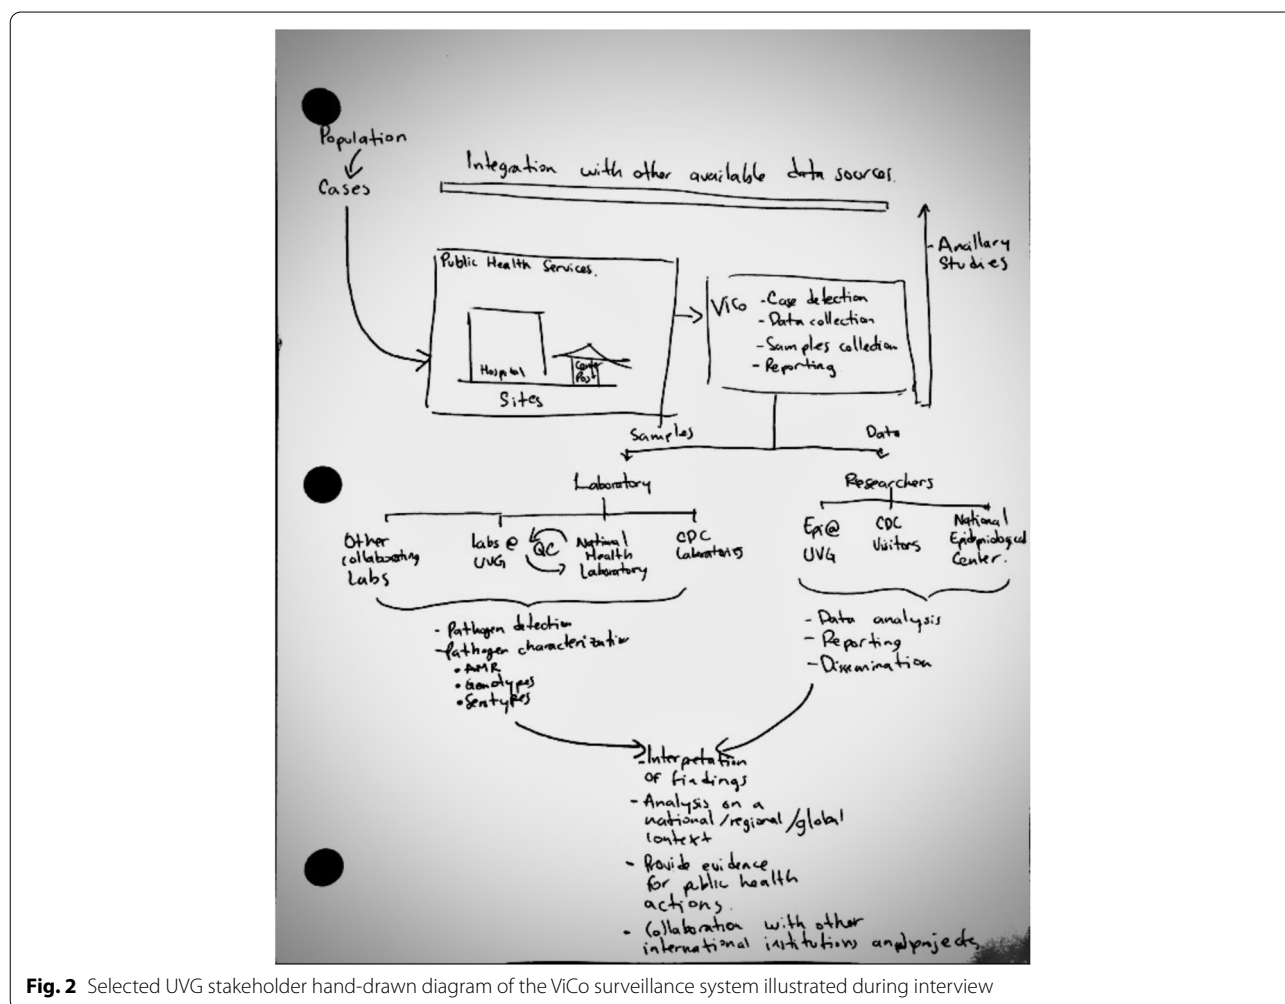 Population
Cases
Integration with other available data sources.
- Ancillary
Studies
Public Health Services.
Hospital
Post
Sites
ViCo
- Case detection
- Data collection
- Samples collection
- Reporting
Samples
Data
Laboratory
Other
collaborating
Labs
Labs @
UVG
QC
National
Health
Laboratory
CDC
Laboratories
Researchers
Epi@
UVG
CDC
Visitors
National
Epidemiological
Center.
- Pathogen detection
- Pathogen characterization
• AMR
• Genotypes
• Serotypes
- Data analysis
- Reporting
- Dissemination
- Interpretation
of findings
- Analysis on a
national/regional/global
context
- Provide evidence
for public health
actions.
- Collaboration with other
international institutions and projects
Fig. 2 Selected UVG stakeholder hand-drawn diagram of the ViCo surveillance system illustrated during interview